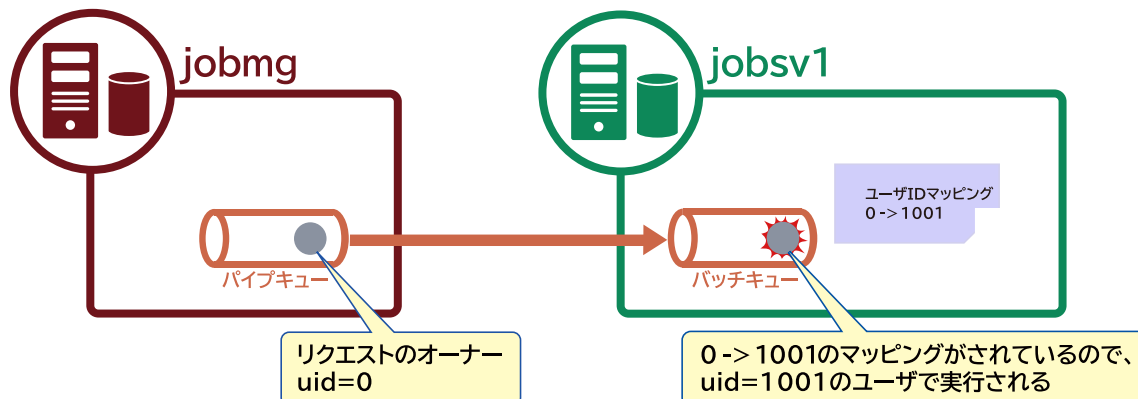 jobmg
jobsv1
ユーザIDマッピング
0->1001
パイプキュー
バッチキュー
リクエストのオーナー
uid=0
0->1001のマッピングがされているので、
uid=1001のユーザで実行される